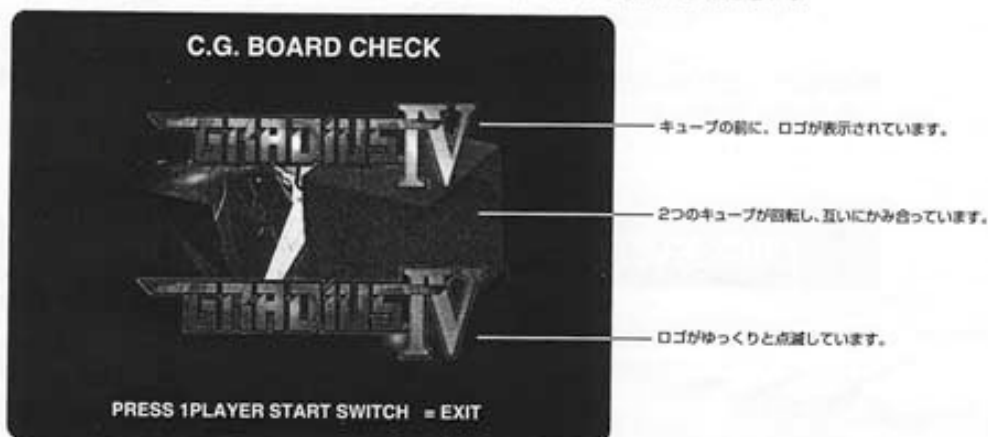 C.G. BOARD CHECK
GRADIUS IV
キューブの前に、ロゴが表示されています。
2つのキューブが回転し、互いにかみ合っています。
GRADIUS IV
ロゴがゆっくりと点滅しています。
PRESS 1PLAYER START SWITCH = EXIT